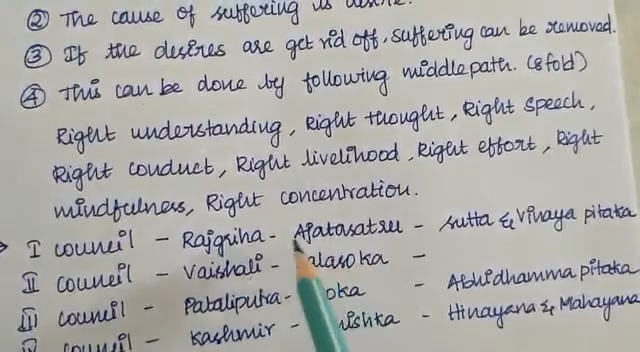 ② The cause of suffering is desire.
③ If the desires are get rid off, suffering can be removed.
④ This can be done by following middle path. (8 fold)
Right understanding, Right thought, Right speech,
Right conduct, Right livelihood, Right effort, Right
mindfulness, Right concentration.
I council - Rajgriha - Ajatasatru - sutta & Vinaya pitaka
II council - Vaishali - alasoka -
III council - Pataliputra - oka - Abhidhamma pitaka
council - Kashmir - nishka - Hinayana & Mahayana